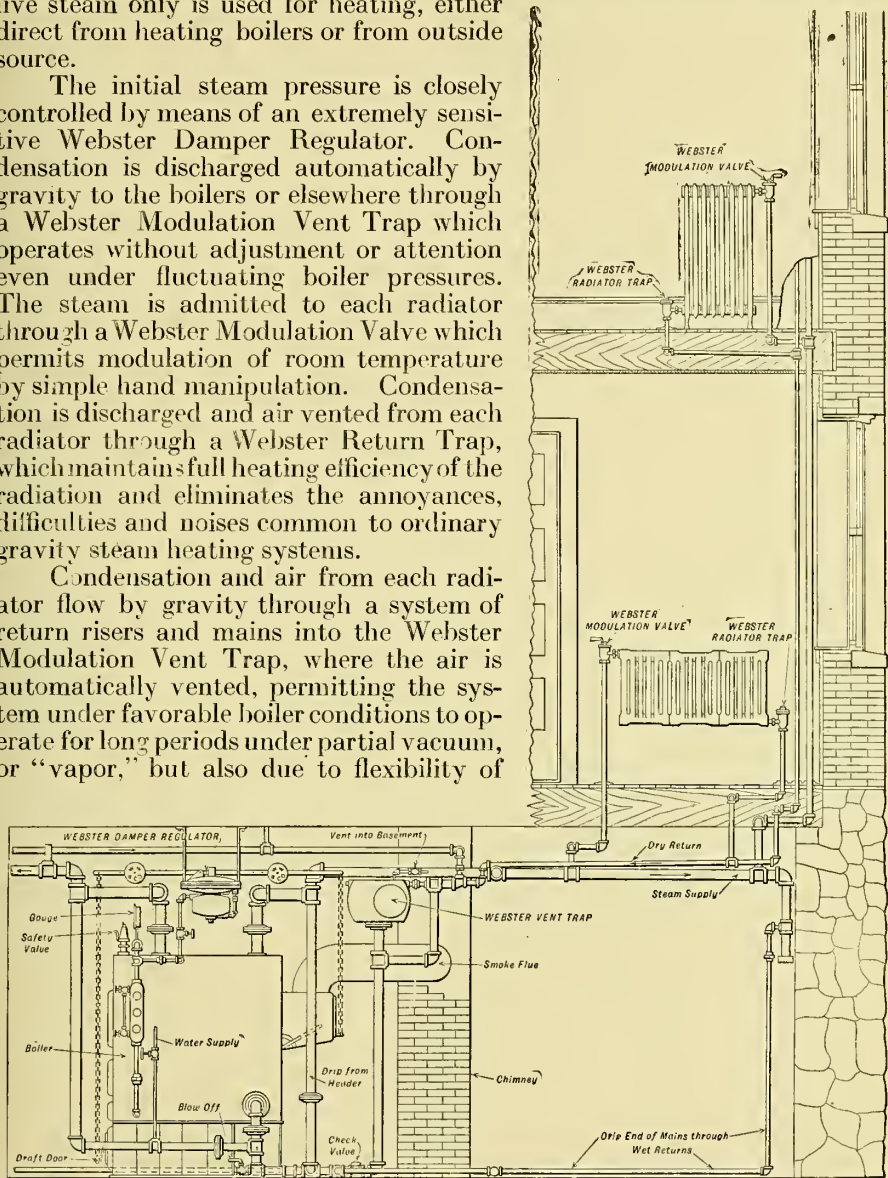 live steam only is used for heating, either
direct from heating boilers or from outside
source.
The initial steam pressure is closely
controlled by means of an extremely sensi-
tive Webster Damper Regulator. Con-
densation is discharged automatically by
gravity to the boilers or elsewhere through
a Webster Modulation Vent Trap which
operates without adjustment or attention
even under fluctuating boiler pressures.
The steam is admitted to each radiator
through a Webster Modulation Valve which
permits modulation of room temperature
by simple hand manipulation. Condensa-
tion is discharged and air vented from each
radiator through a Webster Return Trap,
which maintains full heating efficiency of the
radiation and eliminates the annoyances,
difficulties and noises common to ordinary
gravity steam heating systems.
Condensation and air from each radi-
ator flow by gravity through a system of
return risers and mains into the Webster
Modulation Vent Trap, where the air is
automatically vented, permitting the sys-
tem under favorable boiler conditions to op-
erate for long periods under partial vacuum,
or “vapor,” but also due to flexibility of
WEBSTER
MODULATION VALVE
WEBSTER
RADIATOR TRAP
WEBSTER
MODULATION VALVE
WEBSTER
RADIATOR TRAP
WEBSTER DAMPER REGULATOR
Vent into Basement
Dry Return
Steam Supply
Gouge
Safety
Value
WEBSTER VENT TRAP
Smoke Flue
Boiler
Water Supply
Drip from
Header
Chimney
Blow Off
Check
Value
Draft Door
Drip End of Mains through
Wet Returns